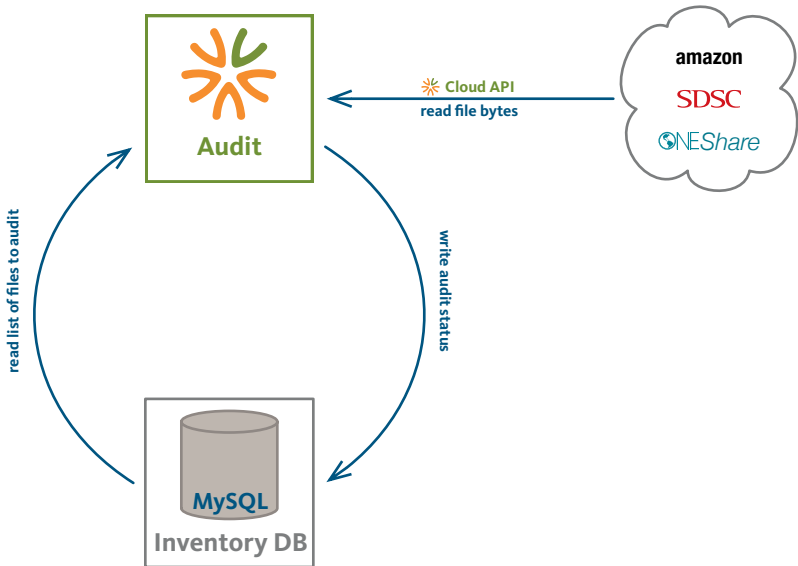 amazon
SDSC
ONEShare
Cloud API
read file bytes
Audit
read list of files to audit
write audit status
MySQL
Inventory DB